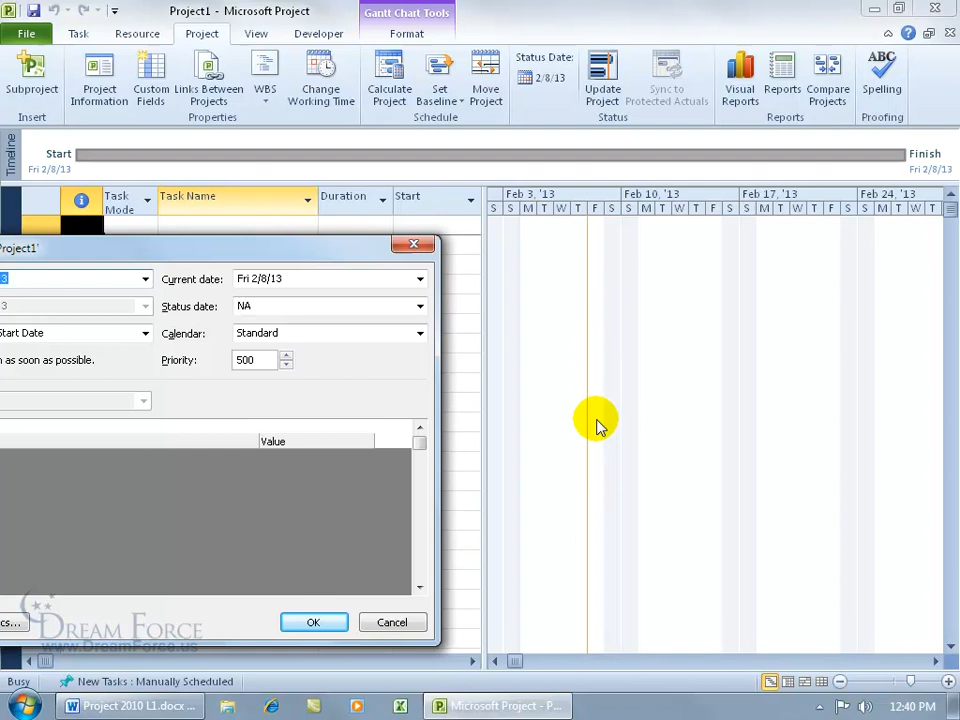 Project1 - Microsoft Project
Gantt Chart Tools
File Task Resource Project View Developer Format
Subproject
Project Information
Custom Fields
Links Between Projects
WBS
Change Working Time
Calculate Project
Set Baseline
Move Project
Status Date:
2/8/13
Update Project
Sync to Protected Actuals
Visual Reports
Reports
Compare Projects
ABC
Spelling
Insert Properties Schedule Status Reports Proofing
Timeline
Start
Fri 2/8/13
Finish
Fri 2/8/13
Task Mode
Task Name
Duration
Start
Feb 3, '13 Feb 10, '13 Feb 17, '13 Feb 24, '13
S S M T W T F S S M T W T F S S M T W T F S S M T W T
Project1'
3 Current date: Fri 2/8/13
3 Status date: NA
Start Date Calendar: Standard
n as soon as possible. Priority: 500
Value
cs... OK Cancel
DREAM FORCE
www.DreamForce.us
Busy New Tasks : Manually Scheduled
Project 2010 L1.docx ...
Microsoft Project - P...
12:40 PM